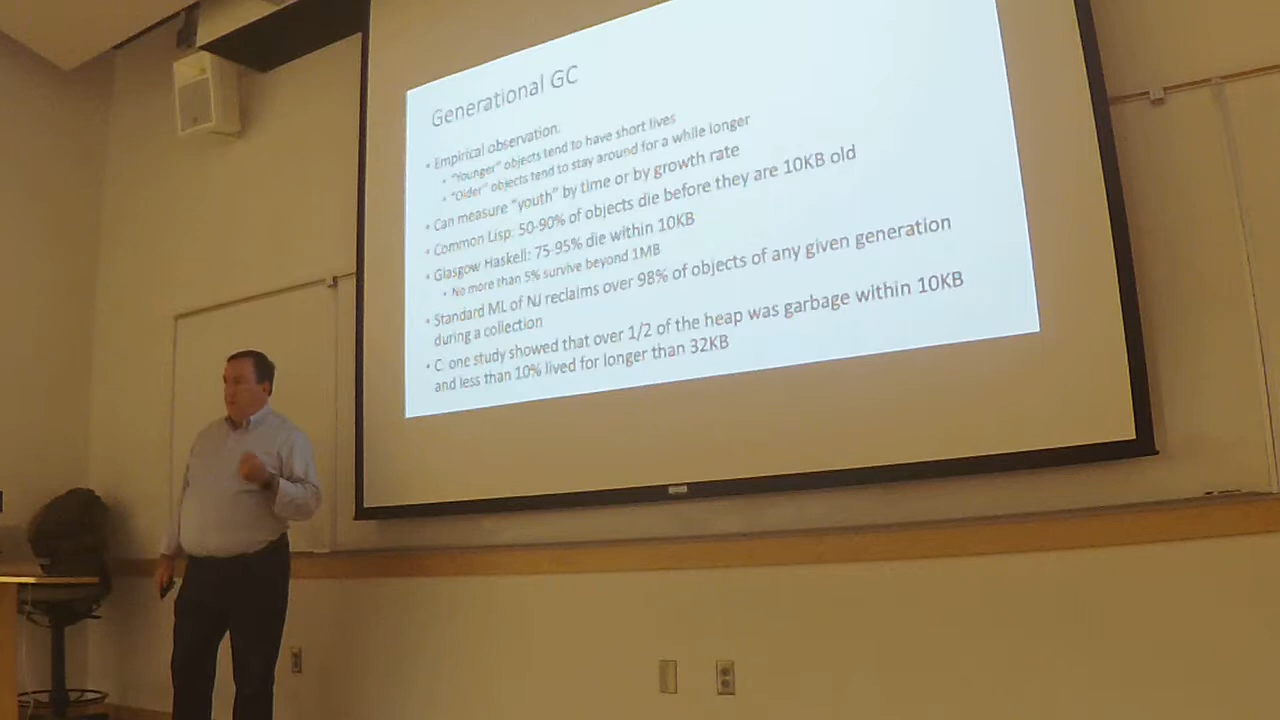 Generational GC
• Empirical observation:
• "Younger" objects tend to have short lives
• "Older" objects tend to stay around for a while longer
• Can measure "youth" by time or by growth rate
• Common Lisp: 50-90% of objects die before they are 10KB old
• Glasgow Haskell: 75-95% die within 10KB
• No more than 5% survive beyond 1MB
• Standard ML of NJ reclaims over 98% of objects of any given generation
during a collection
• C: one study showed that over 1/2 of the heap was garbage within 10KB
and less than 10% lived for longer than 32KB